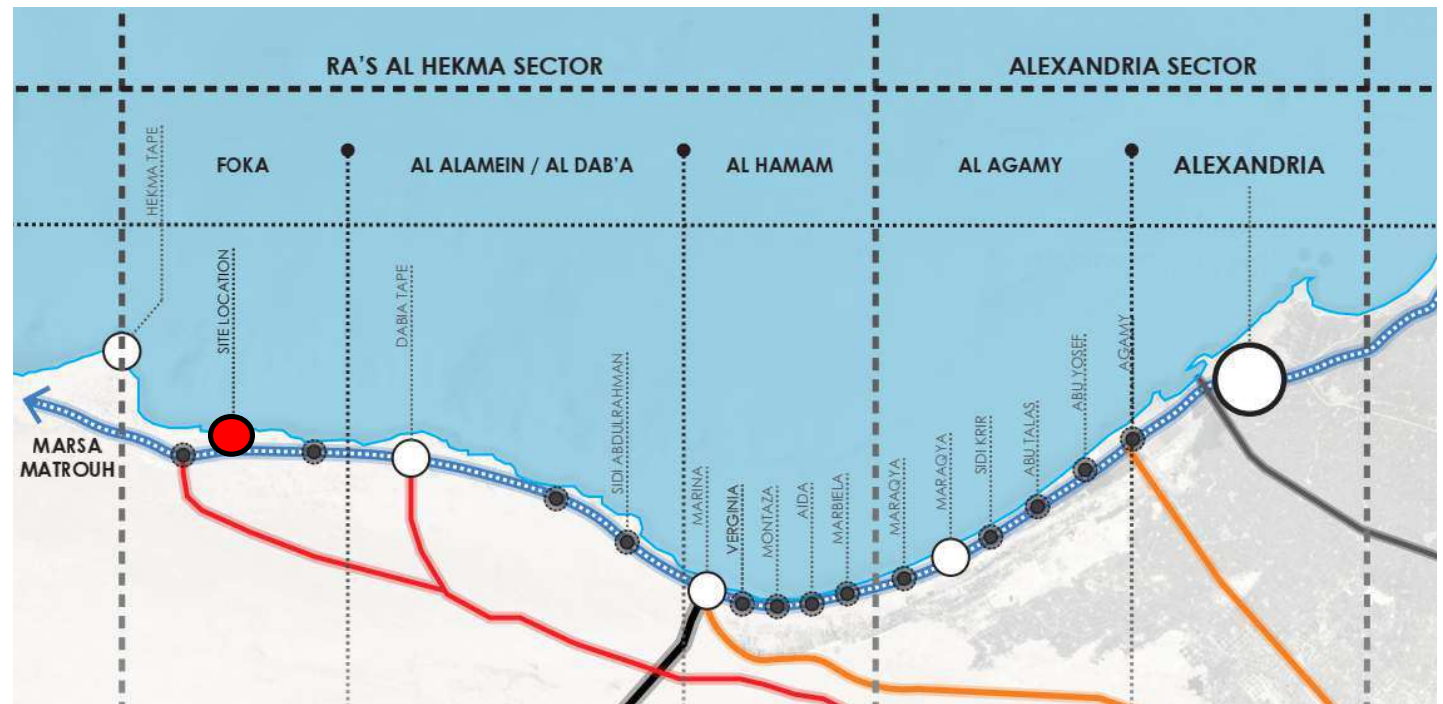 RA'S AL HEKMA SECTOR
ALEXANDRIA SECTOR
FOKA
AL ALAMEIN / AL DAB'A
AL HAMAM
AL AGAMY
ALEXANDRIA
HEKMA TAPE
SITE LOCATION
DABIA TAPE
SIDI ABDULRAHMAN
MARINA
VERGINIA
MONTAZA
AIDA
MARBIELA
MARAQYA
MARAQYA
SIDI KRIR
ABU TALAS
ABU YOSEF
AGAMY
MARSA
MATROUH